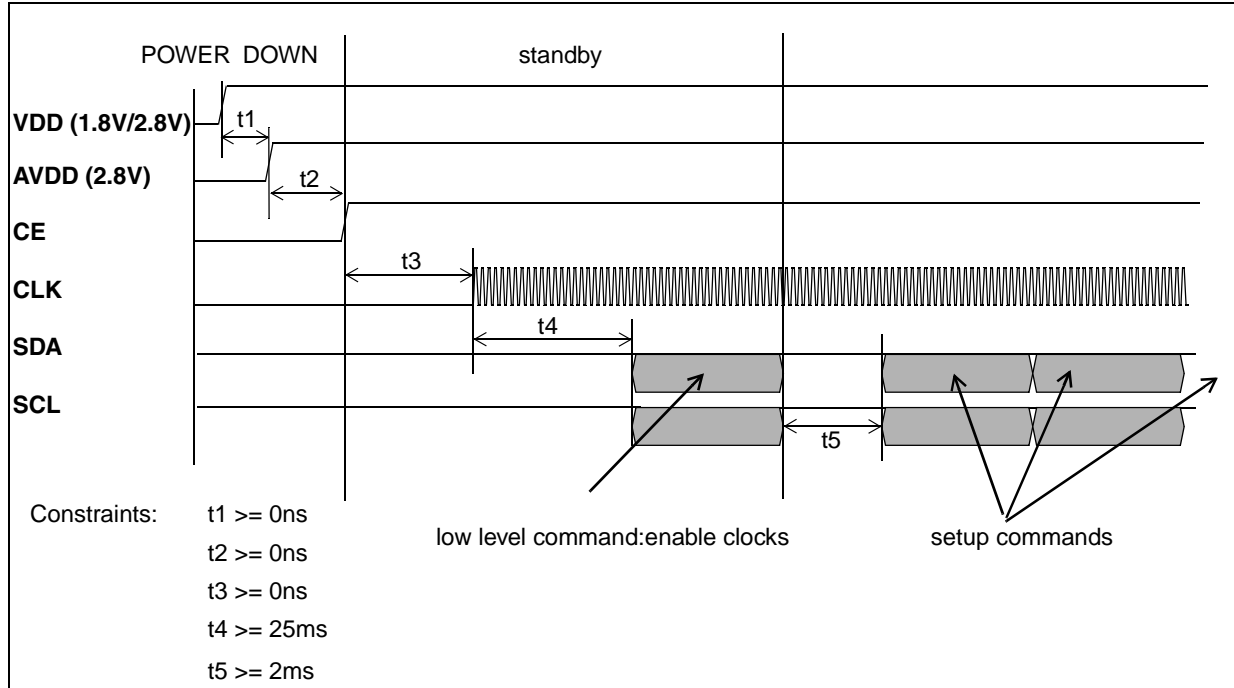 POWER DOWN
standby
VDD (1.8V/2.8V)
t1
AVDD (2.8V)
t2
CE
t3
CLK
t4
SDA
SCL
t5
Constraints:
t1 >= 0ns
t2 >= 0ns
t3 >= 0ns
t4 >= 25ms
t5 >= 2ms
low level command:enable clocks
setup commands